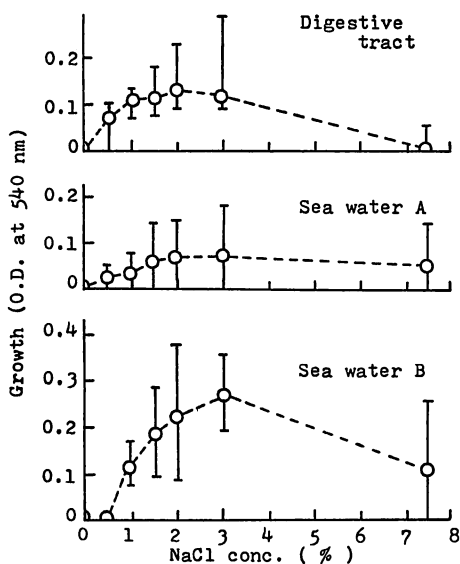 Digestive
tract
0.2
0.1
0
Sea water A
0.2
0.1
0
Sea water B
0.4
0.3
0.2
0.1
0
0 1 2 3 4 5 6 7 8
NaCl conc. ( % )
Growth (O.D. at 540 nm)